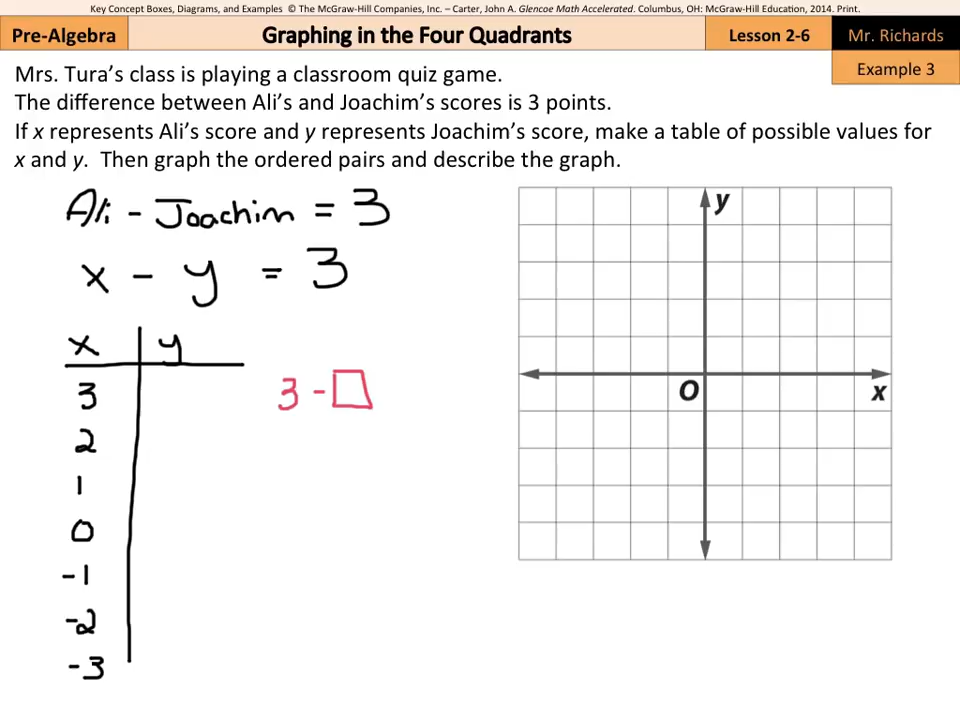 Key Concept Boxes, Diagrams, and Examples © The McGraw-Hill Companies, Inc. – Carter, John A. Glencoe Math Accelerated. Columbus, OH: McGraw-Hill Education, 2014. Print.
Pre-Algebra
Graphing in the Four Quadrants
Lesson 2-6
Mr. Richards
Example 3
Mrs. Tura's class is playing a classroom quiz game.
The difference between Ali's and Joachim's scores is 3 points.
If x represents Ali's score and y represents Joachim's score, make a table of possible values for
x and y. Then graph the ordered pairs and describe the graph.
Ali - Joachim = 3
x - y = 3
x y
3
2
1
0
-1
-2
-3
3 - □
y
O
x